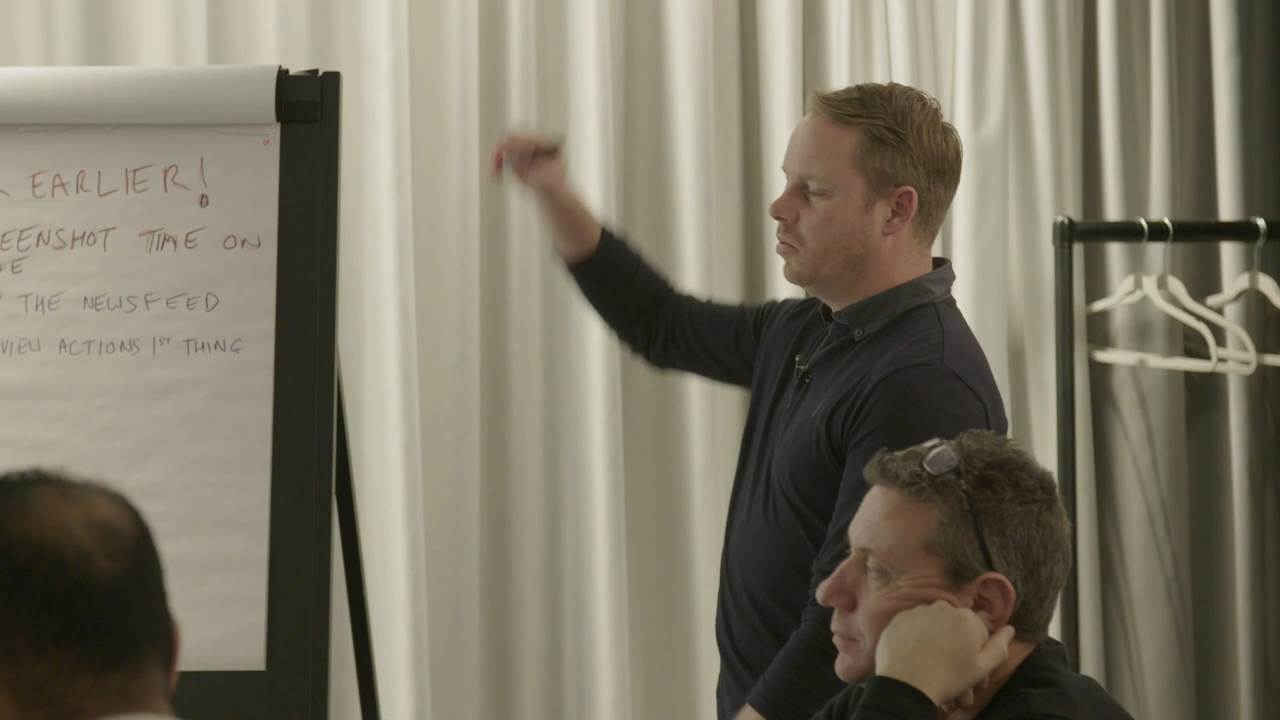 EARLIER!
EENSHOT TIME ON
THE NEWSFEED
VIEW ACTIONS 1ST THING